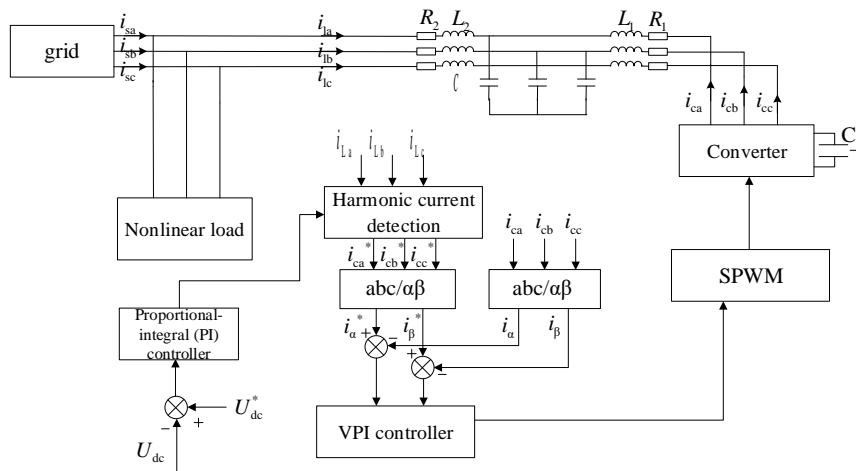 i_sa
i_la
R_2
L_2
L_1
R_1
grid
i_sb
i_lb
i_sc
i_lc
C
i_ca
i_cb
i_cc
C
Converter
i_La
i_Lb
i_Lc
Nonlinear load
Harmonic current
detection
i_ca
i_cb
i_cc
i_ca^*
i_cb^*
i_cc^*
SPWM
abc/αβ
abc/αβ
Proportional-
integral (PI)
controller
i_α^*
+
−
i_β^*
+
−
i_α
i_β
U_dc^*
+
−
VPI controller
U_dc